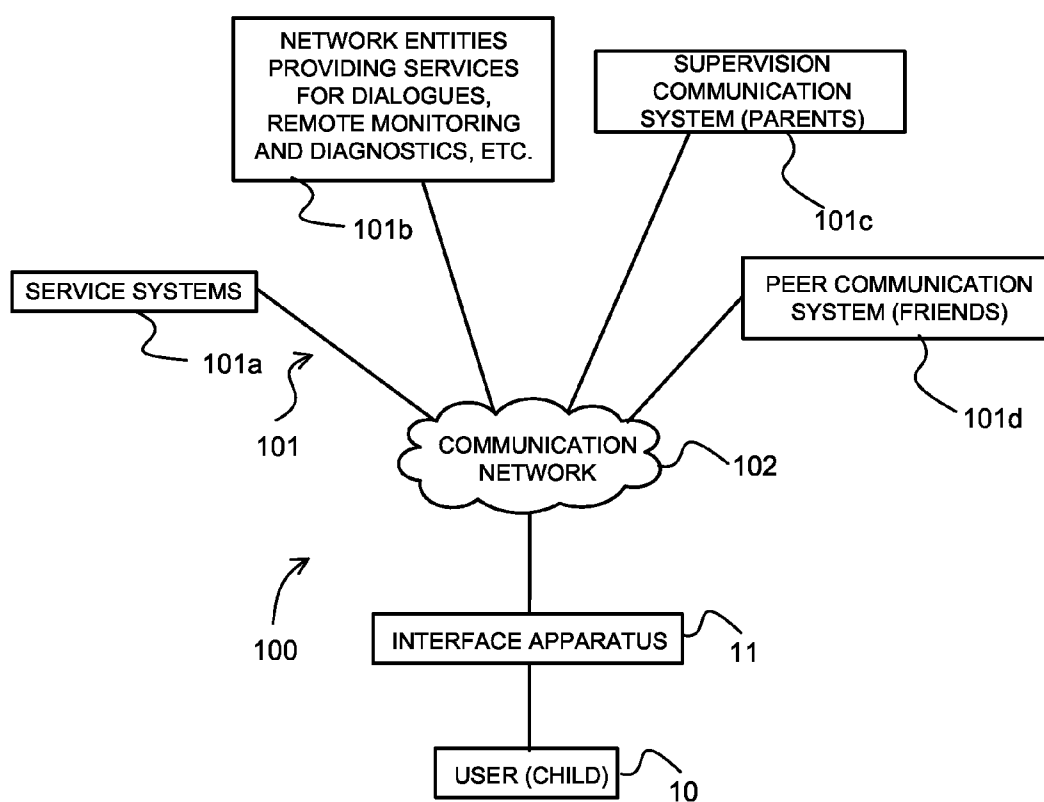 NETWORK ENTITIES
PROVIDING SERVICES
FOR DIALOGUES,
REMOTE MONITORING
AND DIAGNOSTICS, ETC.
101b
SUPERVISION
COMMUNICATION
SYSTEM (PARENTS)
101c
SERVICE SYSTEMS
101a
101
PEER COMMUNICATION
SYSTEM (FRIENDS)
101d
COMMUNICATION
NETWORK
102
100
INTERFACE APPARATUS
11
USER (CHILD)
10